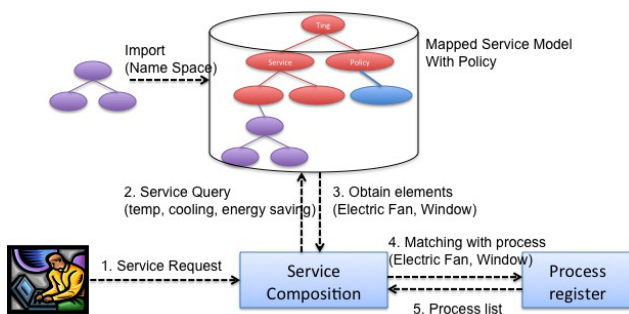 Ting
Import
(Name Space)
Service
Policy
Mapped Service Model
With Policy
2. Service Query
(temp, cooling, energy saving)
3. Obtain elements
(Electric Fan, Window)
1. Service Request
Service
Composition
4. Matching with process
(Electric Fan, Window)
5. Process list
Process
register